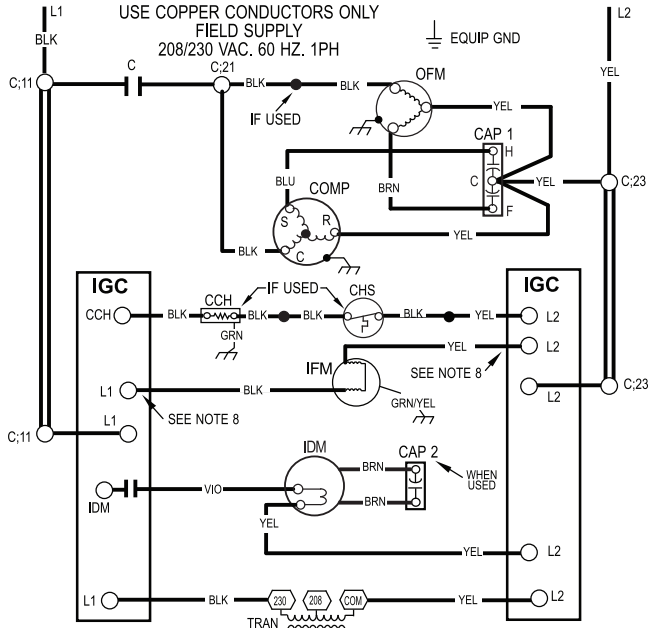 L1
USE COPPER CONDUCTORS ONLY
FIELD SUPPLY
208/230 VAC. 60 HZ. 1PH
L2
BLK
EQUIP GND
YEL
C;11
C
C;21
BLK
BLK
OFM
IF USED
YEL
CAP 1
H
BLU
COMP
BRN
C
YEL
C;23
S
R
F
BLK
C
YEL
IGC
IGC
CCH
BLK
CCH
IF USED
CHS
BLK
BLK
BLK
YEL
L2
GRN
YEL
L2
IFM
SEE NOTE 8
L1
BLK
L2
C;23
SEE NOTE 8
GRN/YEL
L1
C;11
IDM
CAP 2
BRN
WHEN
USED
IDM
VIO
BRN
YEL
YEL
L2
L1
BLK
230
208
COM
YEL
L2
TRAN